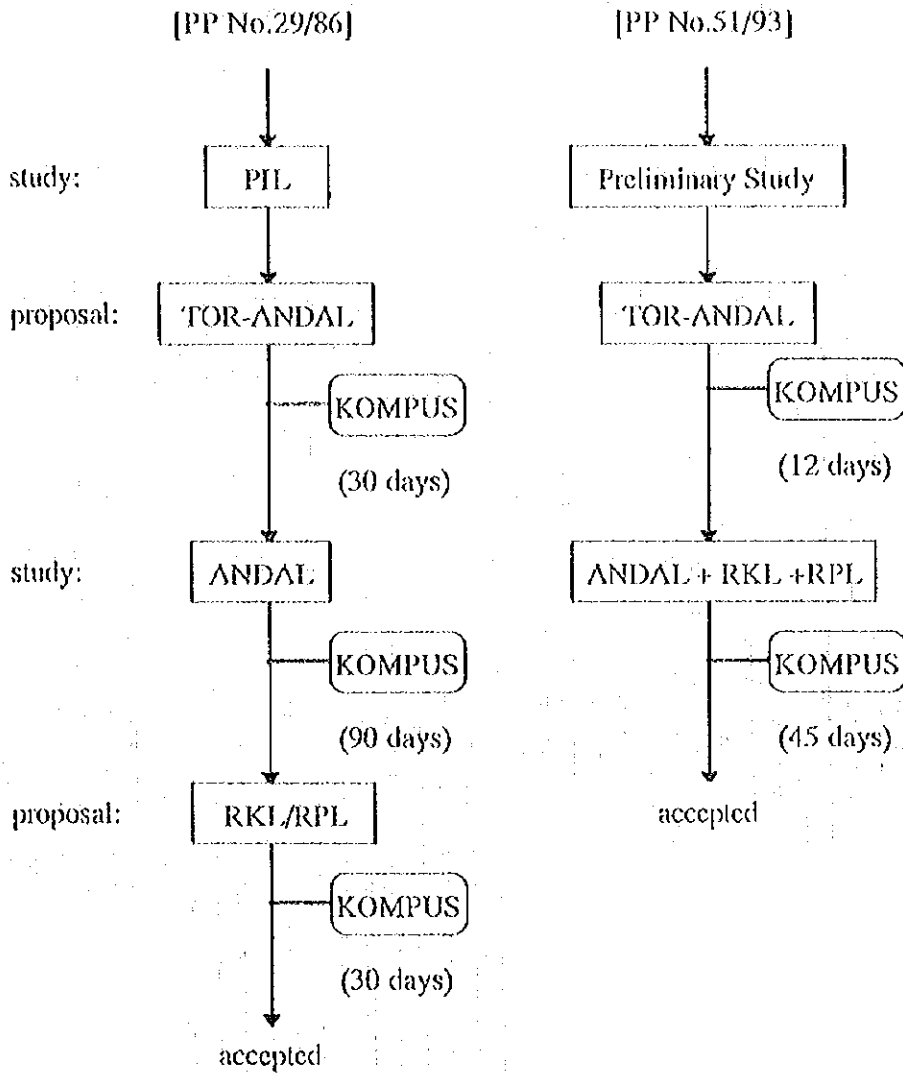 [PP No.29/86] [PP No.51/93]
study: PIL Preliminary Study
proposal: TOR-ANDAL TOR-ANDAL
KOMPUS KOMPUS
(30 days) (12 days)
study: ANDAL ANDAL + RKL +RPL
KOMPUS KOMPUS
(90 days) (45 days)
proposal: RKL/RPL accepted
KOMPUS
(30 days)
accepted